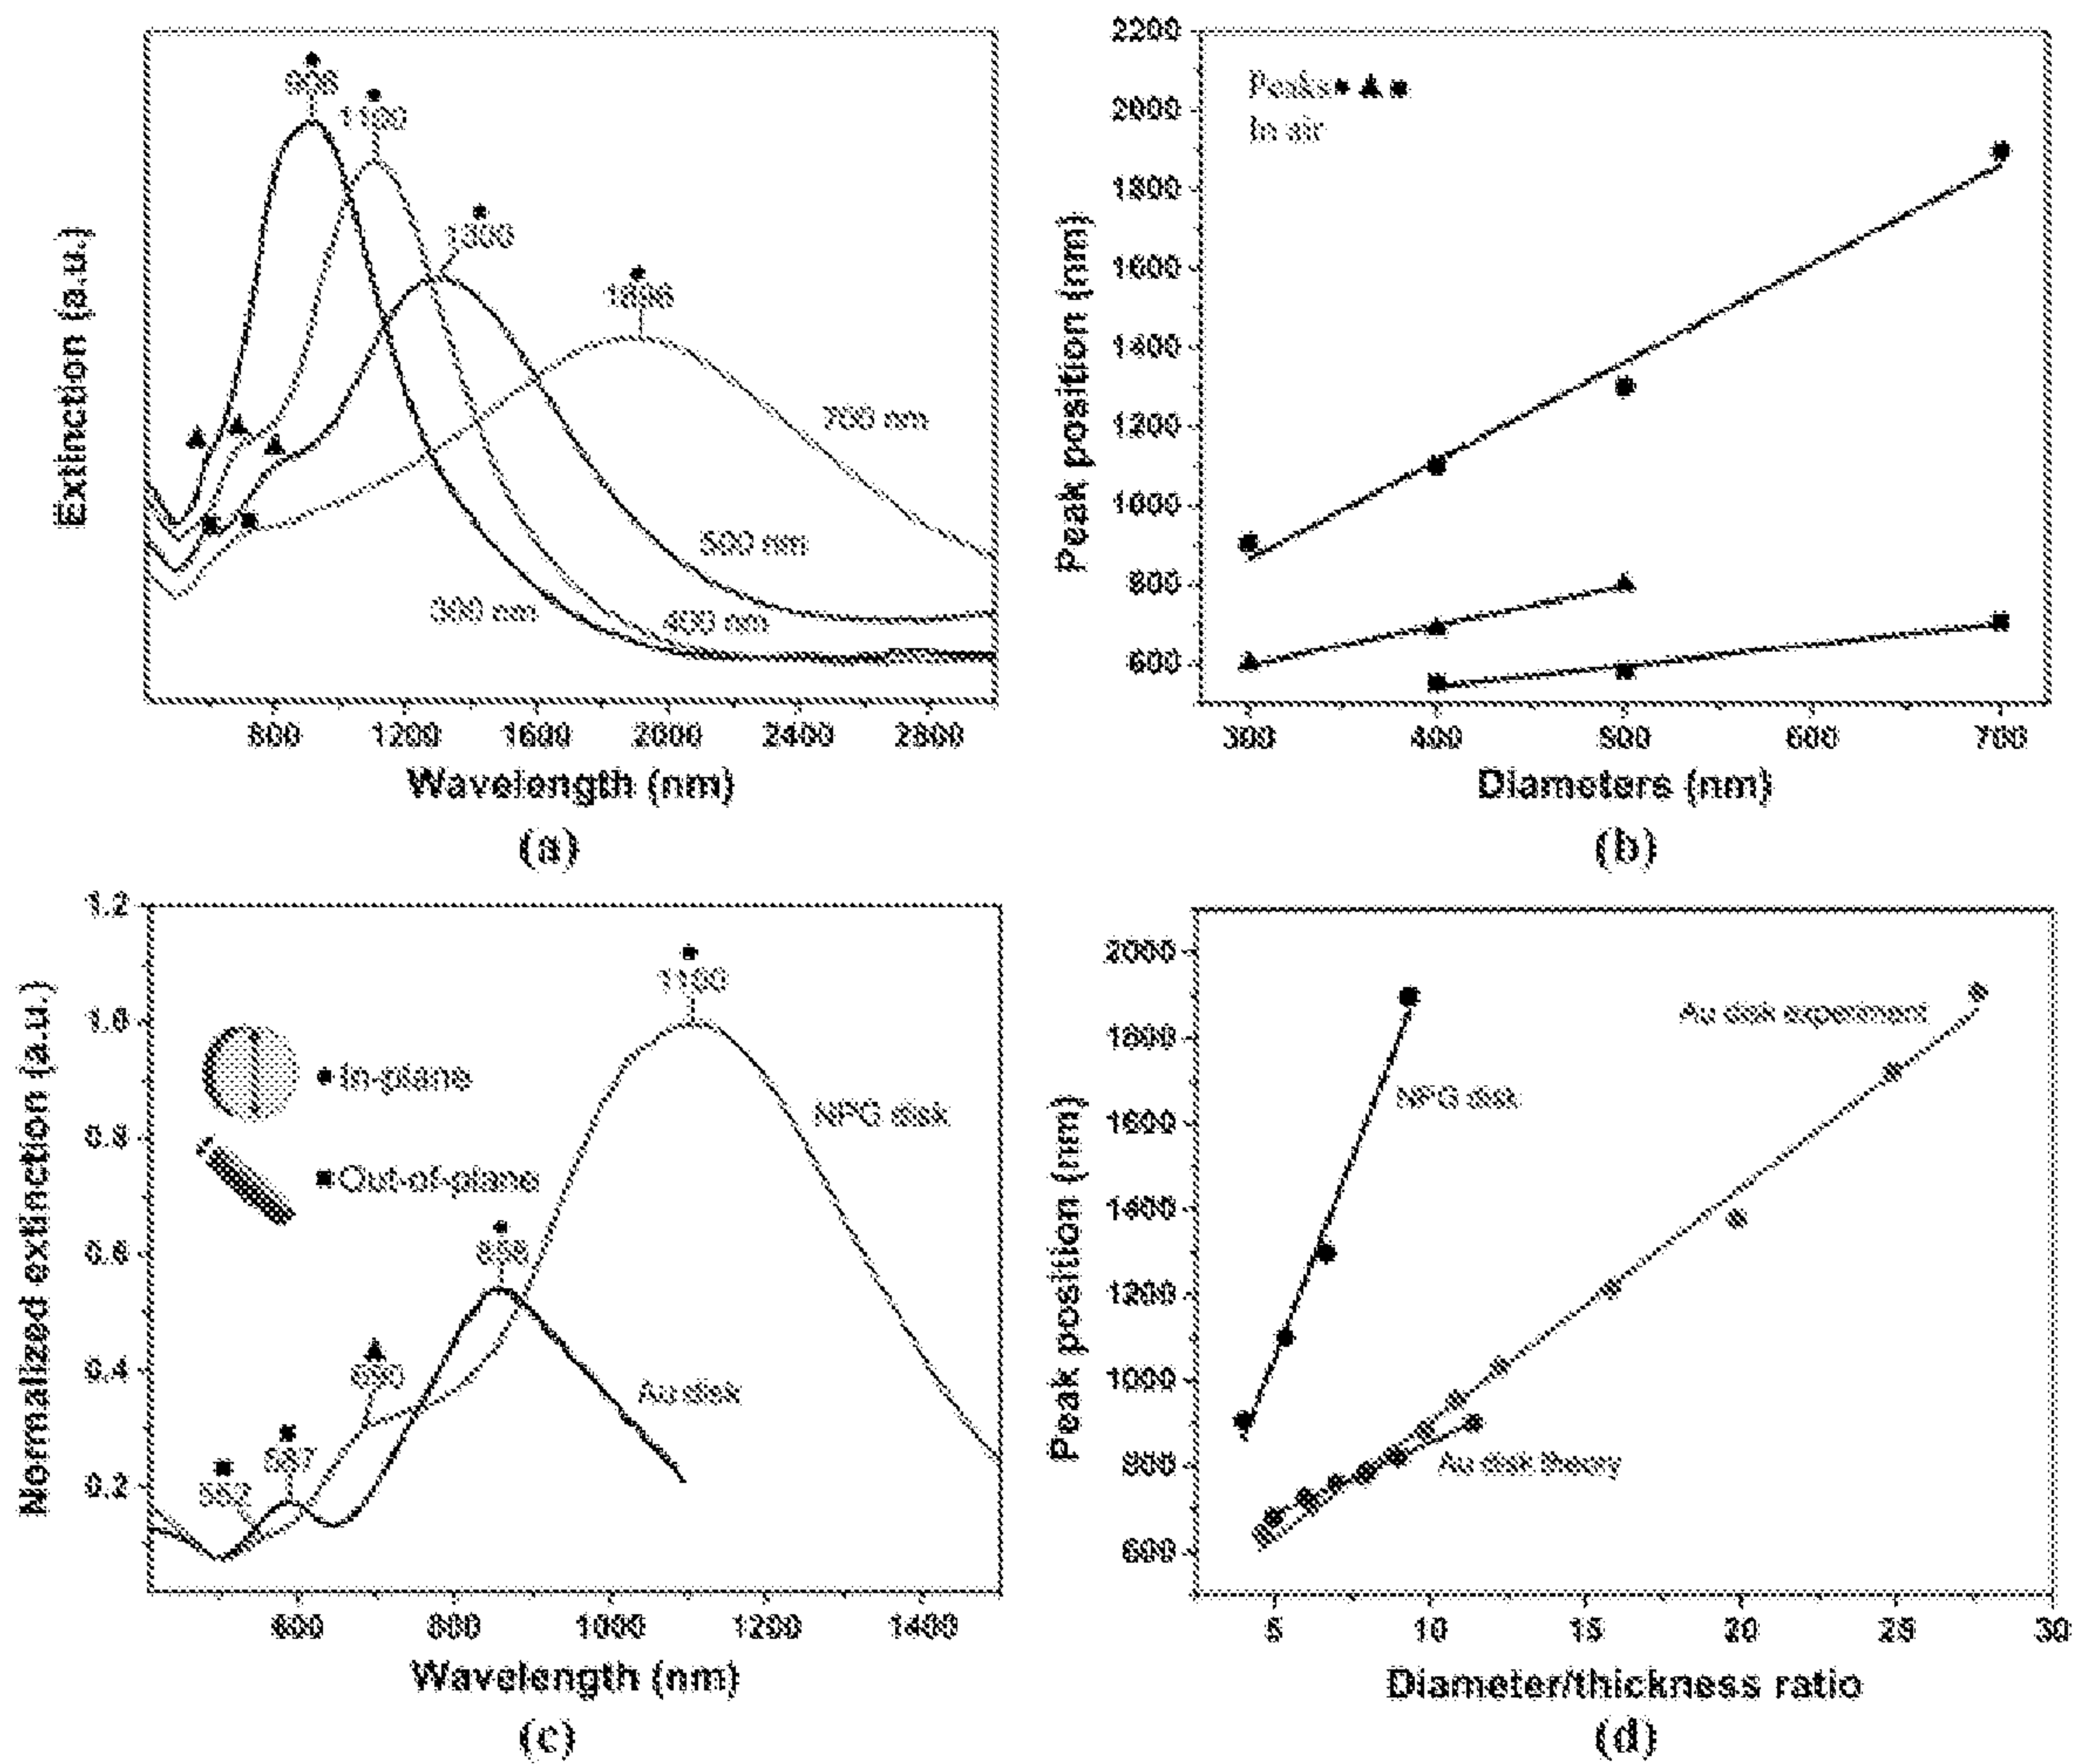 1100
1300
1896
Extinction (a.u.)
700 nm
500 nm
300 nm
400 nm
800 1200 1600 2000 2400 2800
Wavelength (nm)
(a)
2200
2000
1800
1600
1400
1200
1000
800
600
Peaks
In air
Peak position (nm)
300 400 500 600 700
Diameters (nm)
(b)
1.2
1.0
0.8
0.6
0.4
0.2
Normalized extinction (a.u.)
In-plane
Out-of-plane
NPG disk
Au disk
690
587
552
600 800 1000 1200 1400
Wavelength (nm)
(c)
2000
1800
1600
1400
1200
1000
800
600
Peak position (nm)
Au disk experiment
NPG disk
Au disk theory
5 10 15 20 25 30
Diameter/thickness ratio
(d)